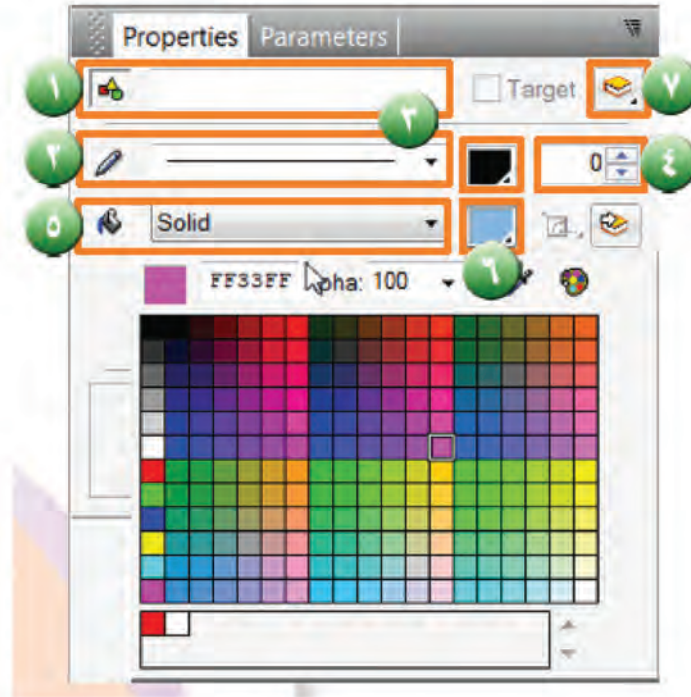 Properties Parameters
١ Target ٧
٣
٢ 0 ٤
٥ Solid
٦
FF33FF pha: 100